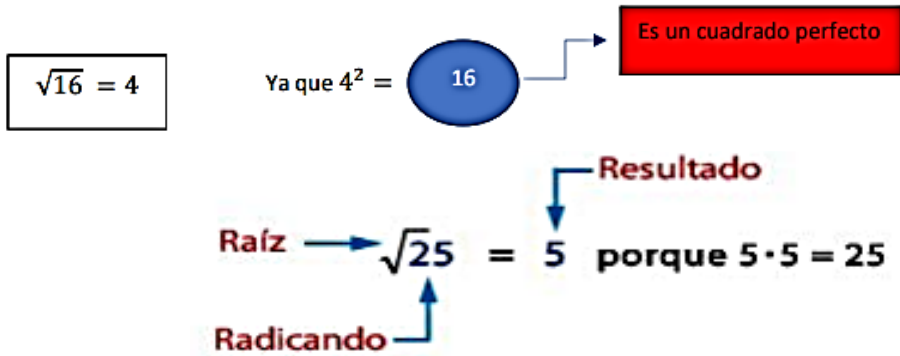 Es un cuadrado perfecto
√16 = 4
Ya que 4² =
16
Resultado
Raíz
√25 = 5 porque 5·5 = 25
Radicando